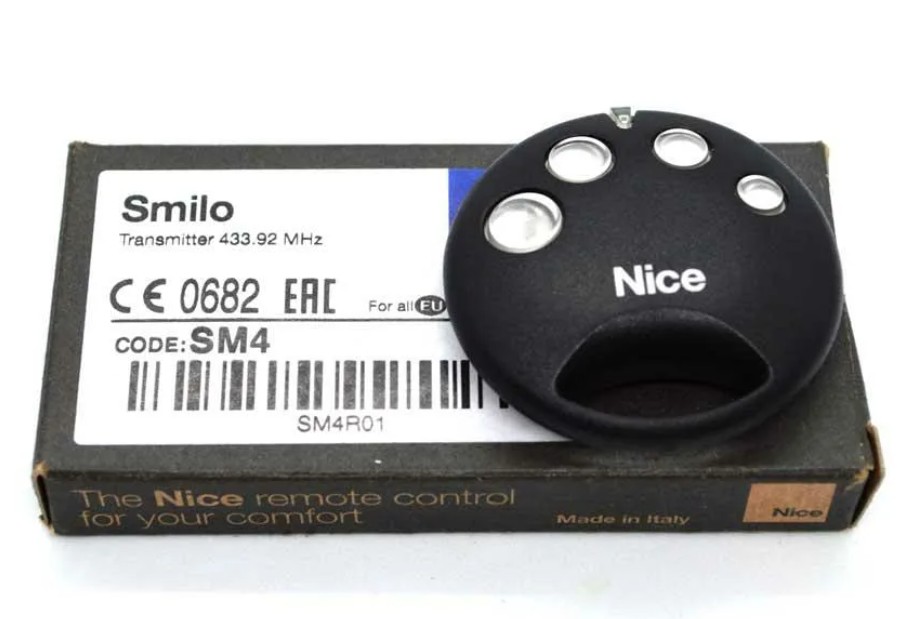 Smilo
Transmitter 433.92 MHz
CE 0682 EAC For all EU
CODE: SM4
SM4R01
Nice
The Nice remote control
for your comfort
Made in Italy
Nice